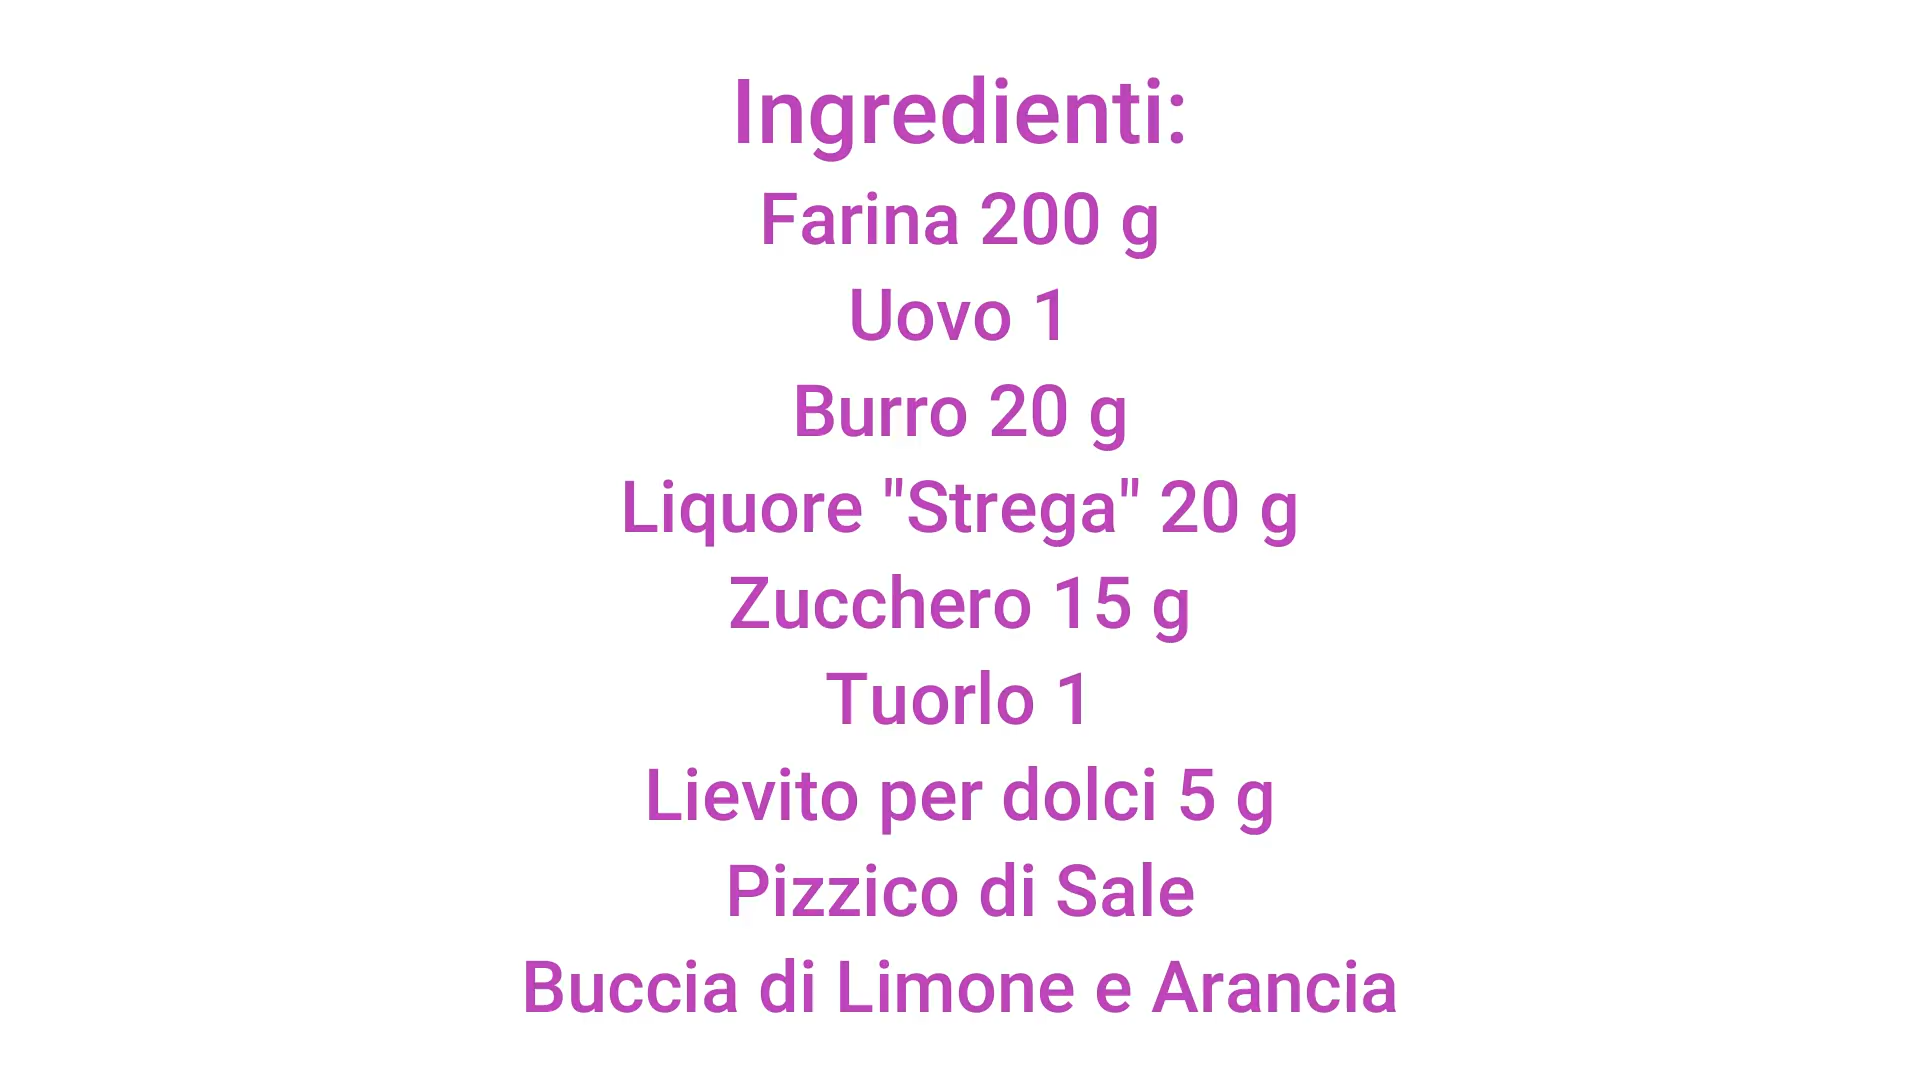 Ingredienti:
Farina 200 g
Uovo 1
Burro 20 g
Liquore "Strega" 20 g
Zucchero 15 g
Tuorlo 1
Lievito per dolci 5 g
Pizzico di Sale
Buccia di Limone e Arancia